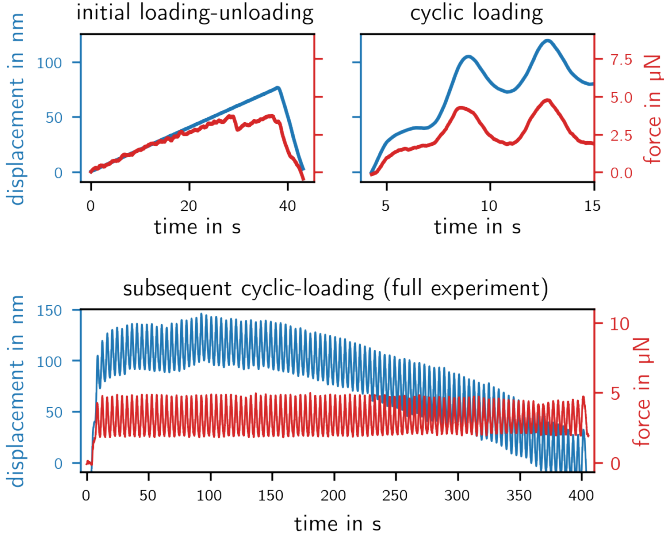 initial loading-unloading
cyclic loading
displacement in nm
100
50
0
0
20
40
time in s
5
10
15
time in s
7.5
5.0
2.5
0.0
force in µN
subsequent cyclic-loading (full experiment)
displacement in nm
150
100
50
0
0
50
100
150
200
250
300
350
400
time in s
10
5
0
force in µN